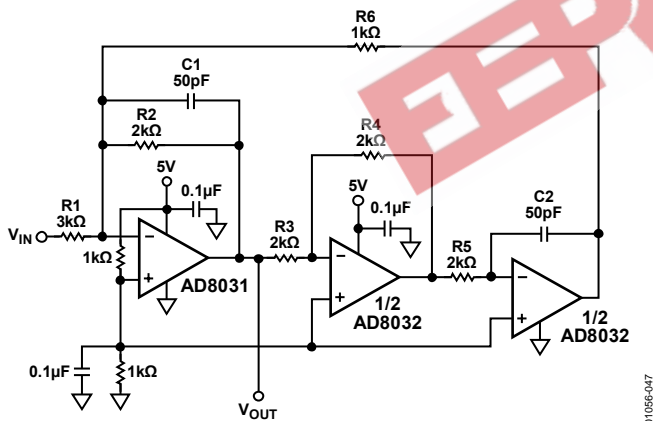 R6
1kΩ
C1
50pF
R2
2kΩ
R4
2kΩ
5V
0.1µF
5V
0.1µF
C2
50pF
R1
3kΩ
VIN
1kΩ
R3
2kΩ
R5
2kΩ
AD8031
1/2
AD8032
1/2
AD8032
0.1µF
1kΩ
VOUT
01056-047